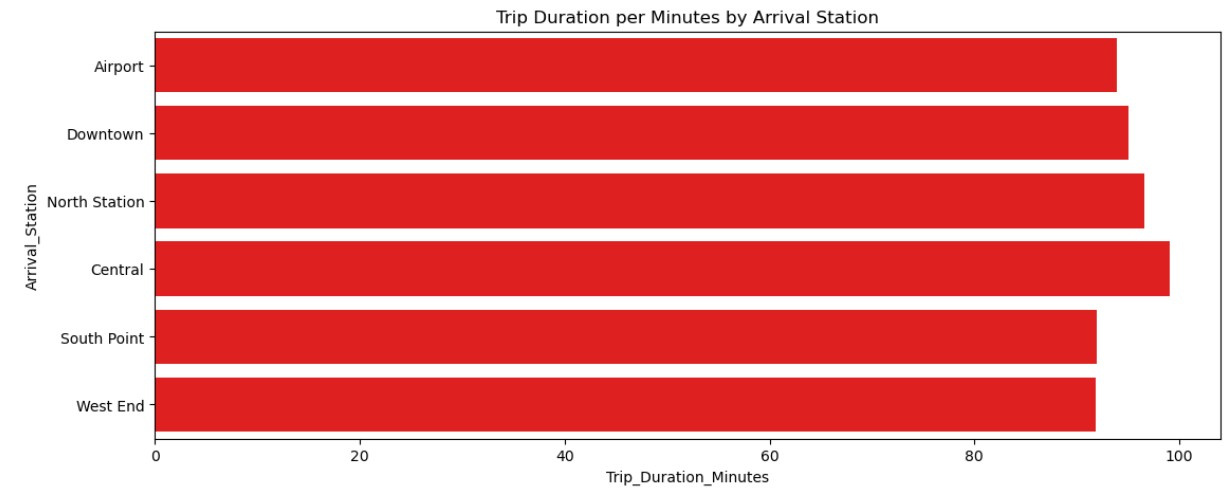 Trip Duration per Minutes by Arrival Station
Arrival_Station
Airport
Downtown
North Station
Central
South Point
West End
0 20 40 60 80 100
Trip_Duration_Minutes